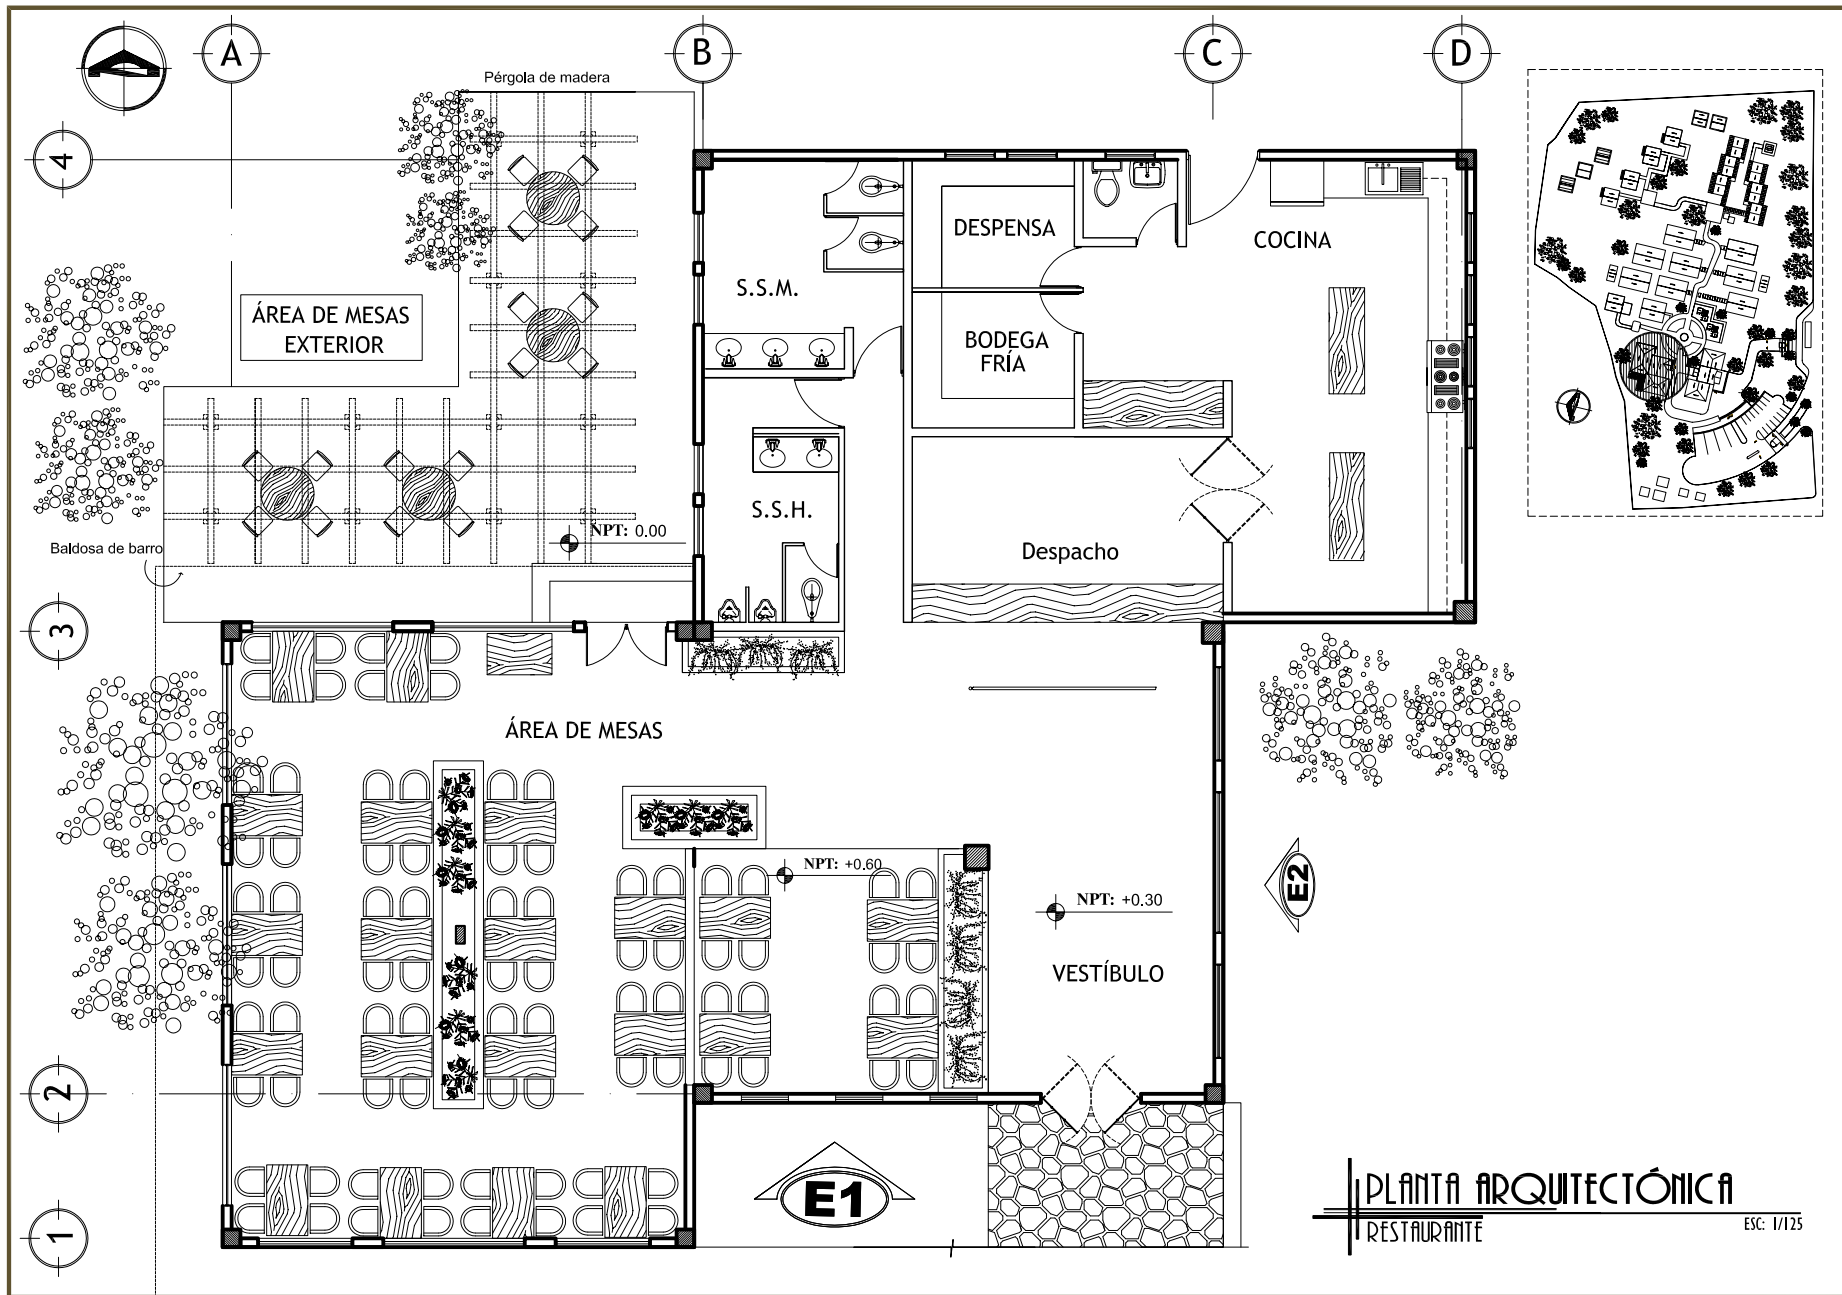 A
B
C
D
Pérgola de madera
4
DESPENSA
COCINA
S.S.M.
ÁREA DE MESAS
EXTERIOR
BODEGA
FRÍA
S.S.H.
NPT: 0.00
Baldosa de barro
Despacho
3
ÁREA DE MESAS
NPT: +0.60
E2
NPT: +0.30
VESTÍBULO
2
E1
PLANTA ARQUITECTÓNICA
RESTAURANTE
ESC: 1/125
1